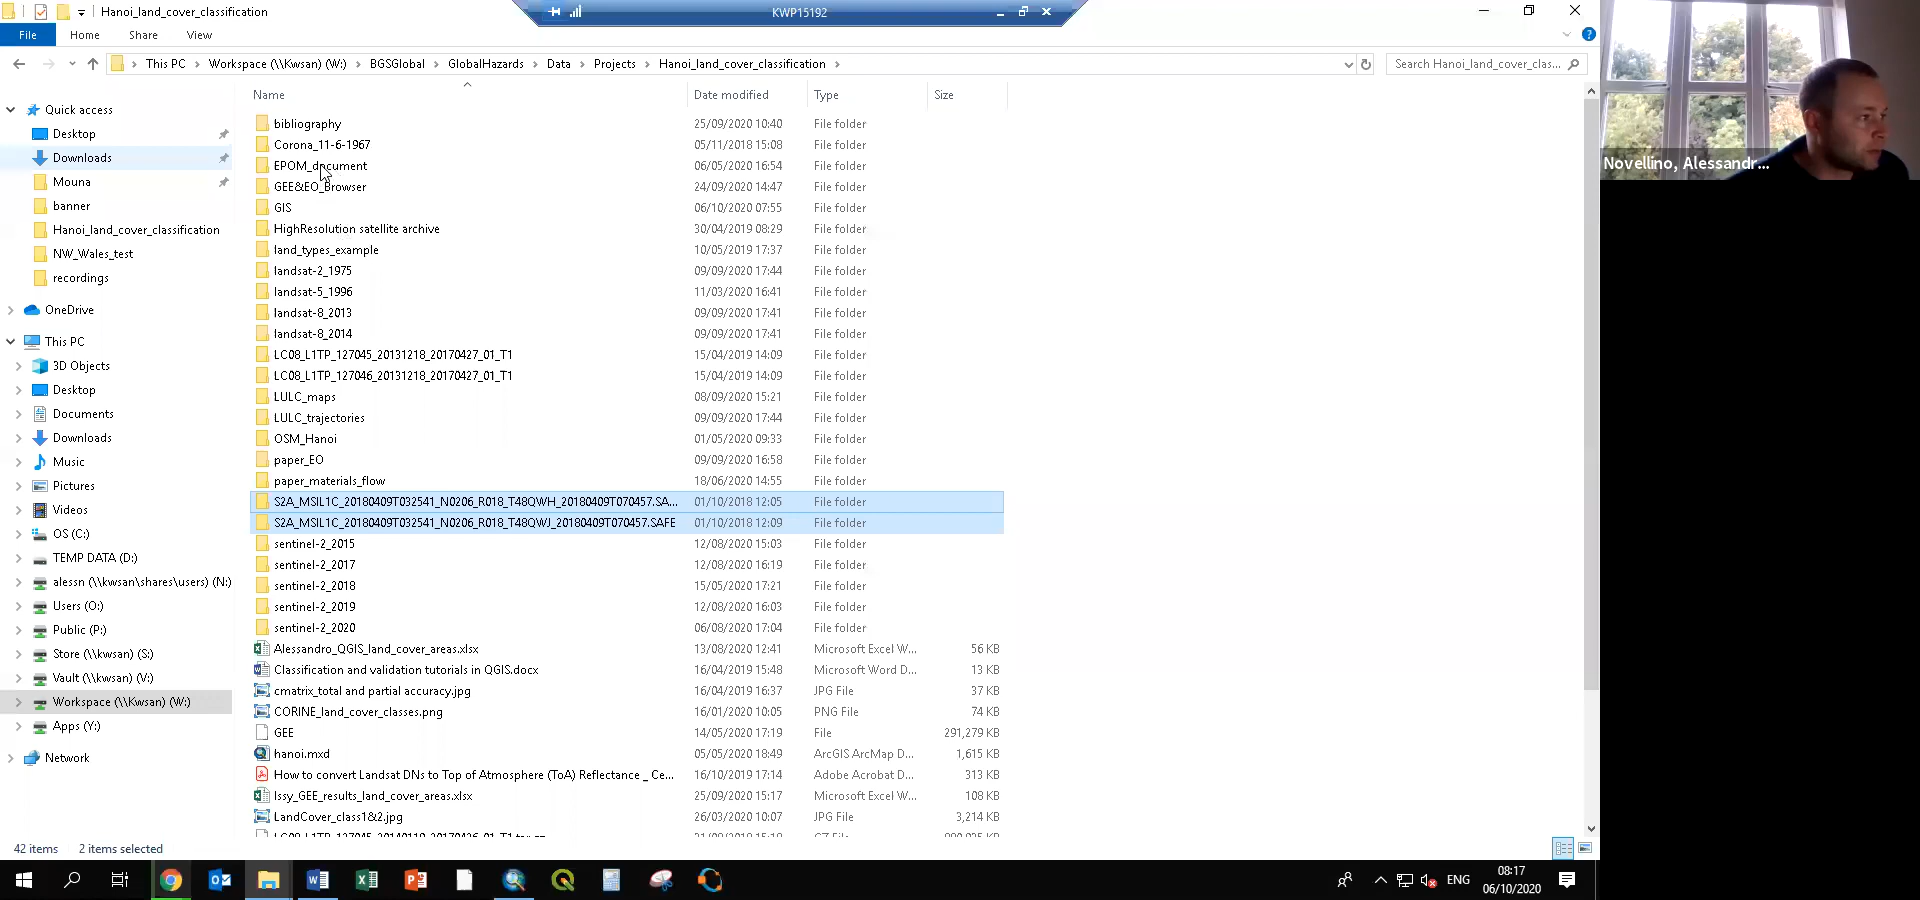 Hanoi_land_cover_classification
KWP15192
File Home Share View
This PC Workspace (\\Kwsan) (W:) BGSGlobal GlobalHazards Data Projects Hanoi_land_cover_classification
Search Hanoi_land_cover_clas...
Name Date modified Type Size
Quick access
Desktop
Downloads
Mouna
banner
Hanoi_land_cover_classification
NW_Wales_test
recordings
OneDrive
This PC
3D Objects
Desktop
Documents
Downloads
Music
Pictures
Videos
OS (C:)
TEMP DATA (D:)
alessn (\\kwsan\shares\users) (N:)
Users (O:)
Public (P:)
Store (\\kwsan) (S:)
Vault (\\kwsan) (V:)
Workspace (\\Kwsan) (W:)
Apps (Y:)
Network
bibliography 25/09/2020 10:40 File folder
Corona_11-6-1967 05/11/2018 15:08 File folder
EPOM_document 06/05/2020 16:54 File folder
GEE&EO_Browser 24/09/2020 14:47 File folder
GIS 06/10/2020 07:55 File folder
HighResolution satellite archive 30/04/2019 08:29 File folder
land_types_example 10/05/2019 17:37 File folder
landsat-2_1975 09/09/2020 17:44 File folder
landsat-5_1996 11/03/2020 16:41 File folder
landsat-8_2013 09/09/2020 17:41 File folder
landsat-8_2014 09/09/2020 17:41 File folder
LC08_L1TP_127045_20131218_20170427_01_T1 15/04/2019 14:09 File folder
LC08_L1TP_127046_20131218_20170427_01_T1 15/04/2019 14:09 File folder
LULC_maps 08/09/2020 15:21 File folder
LULC_trajectories 09/09/2020 17:44 File folder
OSM_Hanoi 01/05/2020 09:33 File folder
paper_EO 09/09/2020 16:58 File folder
paper_materials_flow 18/06/2020 14:55 File folder
S2A_MSIL1C_20180409T032541_N0206_R018_T48QWH_20180409T070457.SA... 01/10/2018 12:05 File folder
S2A_MSIL1C_20180409T032541_N0206_R018_T48QWJ_20180409T070457.SAFE 01/10/2018 12:09 File folder
sentinel-2_2015 12/08/2020 15:03 File folder
sentinel-2_2017 12/08/2020 16:19 File folder
sentinel-2_2018 15/05/2020 17:21 File folder
sentinel-2_2019 12/08/2020 16:03 File folder
sentinel-2_2020 06/08/2020 17:04 File folder
Alessandro_QGIS_land_cover_areas.xlsx 13/08/2020 12:41 Microsoft Excel W... 56 KB
Classification and validation tutorials in QGIS.docx 16/04/2019 15:48 Microsoft Word D... 13 KB
cmatrix_total and partial accuracy.jpg 16/04/2019 16:37 JPG File 37 KB
CORINE_land_cover_classes.png 16/01/2020 10:05 PNG File 74 KB
GEE 14/05/2020 17:19 File 291,279 KB
hanoi.mxd 05/05/2020 18:49 ArcGIS ArcMap D... 1,615 KB
How to convert Landsat DNs to Top of Atmosphere (ToA) Reflectance _ Ce... 16/10/2019 17:14 Adobe Acrobat D... 313 KB
Issy_GEE_results_land_cover_areas.xlsx 25/09/2020 15:17 Microsoft Excel W... 108 KB
LandCover_class1&2.jpg 26/03/2020 10:07 JPG File 3,214 KB
42 items 2 items selected
Novellino, Alessandr...
ENG
08:17
06/10/2020